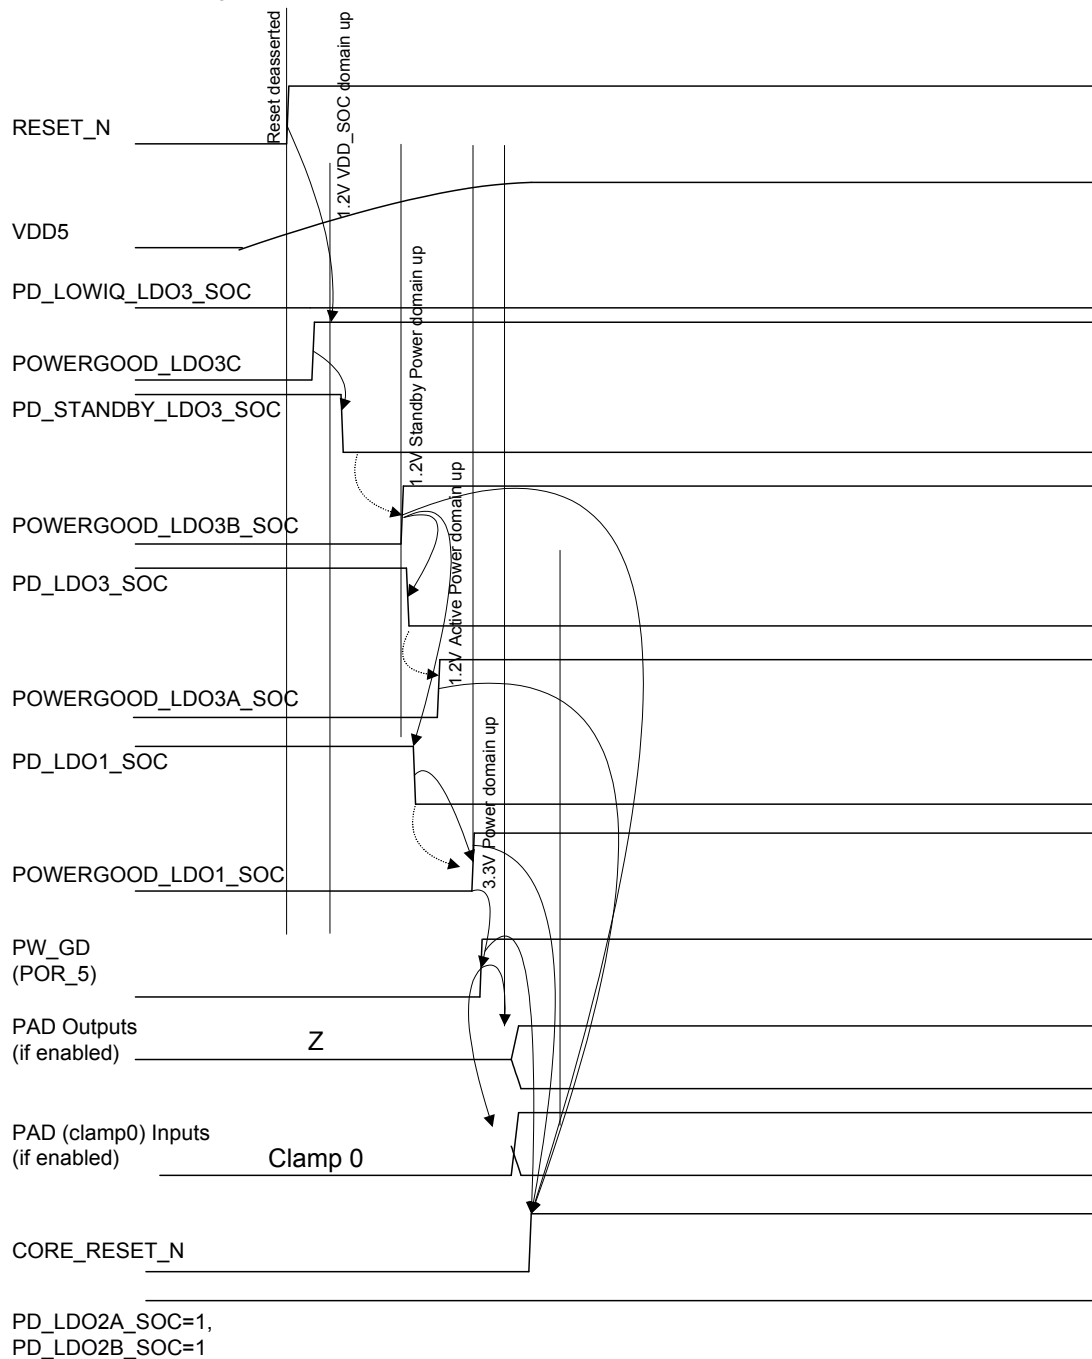 Reset deasserted
1.2V VDD_SOC domain up
RESET_N
VDD5
PD_LOWIQ_LDO3_SOC
1.2V Standby Power domain up
POWERGOOD_LDO3C
PD_STANDBY_LDO3_SOC
1.2V Active Power domain up
POWERGOOD_LDO3B_SOC
PD_LDO3_SOC
POWERGOOD_LDO3A_SOC
3.3V Power domain up
PD_LDO1_SOC
POWERGOOD_LDO1_SOC
PW_GD
(POR_5)
PAD Outputs
(if enabled)
Z
PAD (clamp0) Inputs
(if enabled)
Clamp 0
CORE_RESET_N
PD_LDO2A_SOC=1,
PD_LDO2B_SOC=1